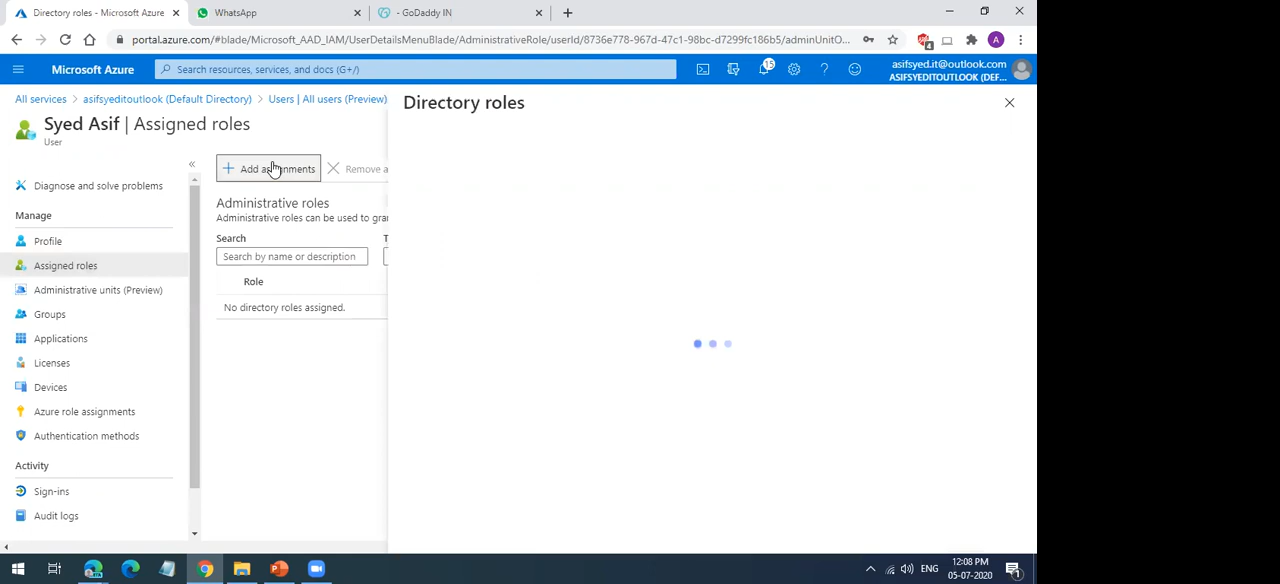 Directory roles - Microsoft Azure
WhatsApp
- GoDaddy IN
portal.azure.com/#blade/Microsoft_AAD_IAM/UserDetailsMenuBlade/AdministrativeRole/userId/8736e778-967d-47c1-98bc-d7299fc186b5/adminUnitO...
4
A
Microsoft Azure
Search resources, services, and docs (G+/)
15
asifsyed.it@outlook.com
ASIFSYEDITOUTLOOK (DEF...
All services > asifsyeditoutlook (Default Directory) > Users | All users (Preview)
Syed Asif | Assigned roles
User
Directory roles
Diagnose and solve problems
Manage
Profile
Assigned roles
Administrative units (Preview)
Groups
Applications
Licenses
Devices
Azure role assignments
Authentication methods
Activity
Sign-ins
Audit logs
Remove a
Administrative roles
Administrative roles can be used to gra
Search
T
Search by name or description
Role
No directory roles assigned.
ENG
12:08 PM
05-07-2020
1